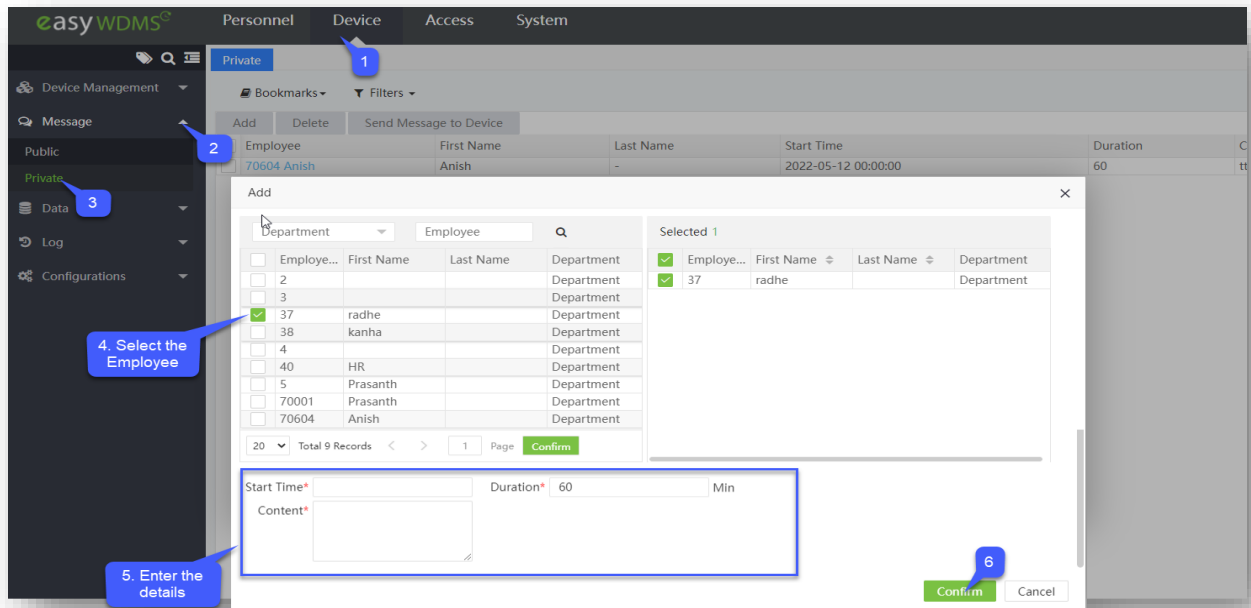 easy WDMS
Personnel Device Access System
1
Private
Device Management
Bookmarks Filters
Message
2
Add Delete Send Message to Device
Employee First Name Last Name Start Time Duration C
Public
70604 Anish Anish - 2022-05-12 00:00:00 60 tt
Private
3
Add
Data
Department Employee Selected 1
Log
Employe... First Name Last Name Department Employe... First Name Last Name Department
Configurations
2 Department 37 radhe Department
3 Department
37 radhe Department
38 kanha Department
4. Select the
Employee
4 Department
40 HR Department
5 Prasanth Department
70001 Prasanth Department
70604 Anish Department
20 Total 9 Records < > 1 Page Confirm
Start Time* Duration* 60 Min
Content*
5. Enter the
details
6
Confirm Cancel